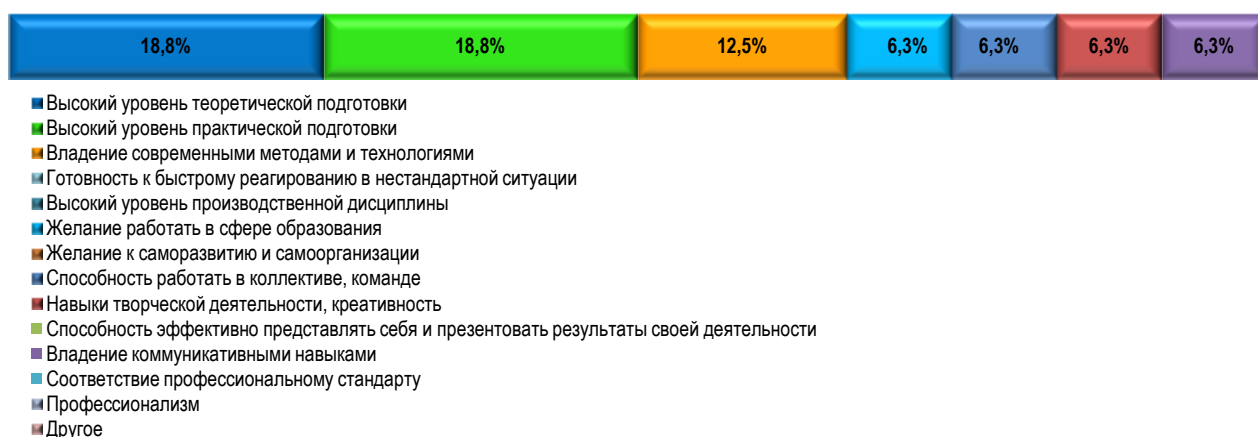 18,8% 18,8% 12,5% 6,3% 6,3% 6,3% 6,3%
Высокий уровень теоретической подготовки
Высокий уровень практической подготовки
Владение современными методами и технологиями
Готовность к быстрому реагированию в нестандартной ситуации
Высокий уровень производственной дисциплины
Желание работать в сфере образования
Желание к саморазвитию и самоорганизации
Способность работать в коллективе, команде
Навыки творческой деятельности, креативность
Способность эффективно представлять себя и презентовать результаты своей деятельности
Владение коммуникативными навыками
Соответствие профессиональному стандарту
Профессионализм
Другое